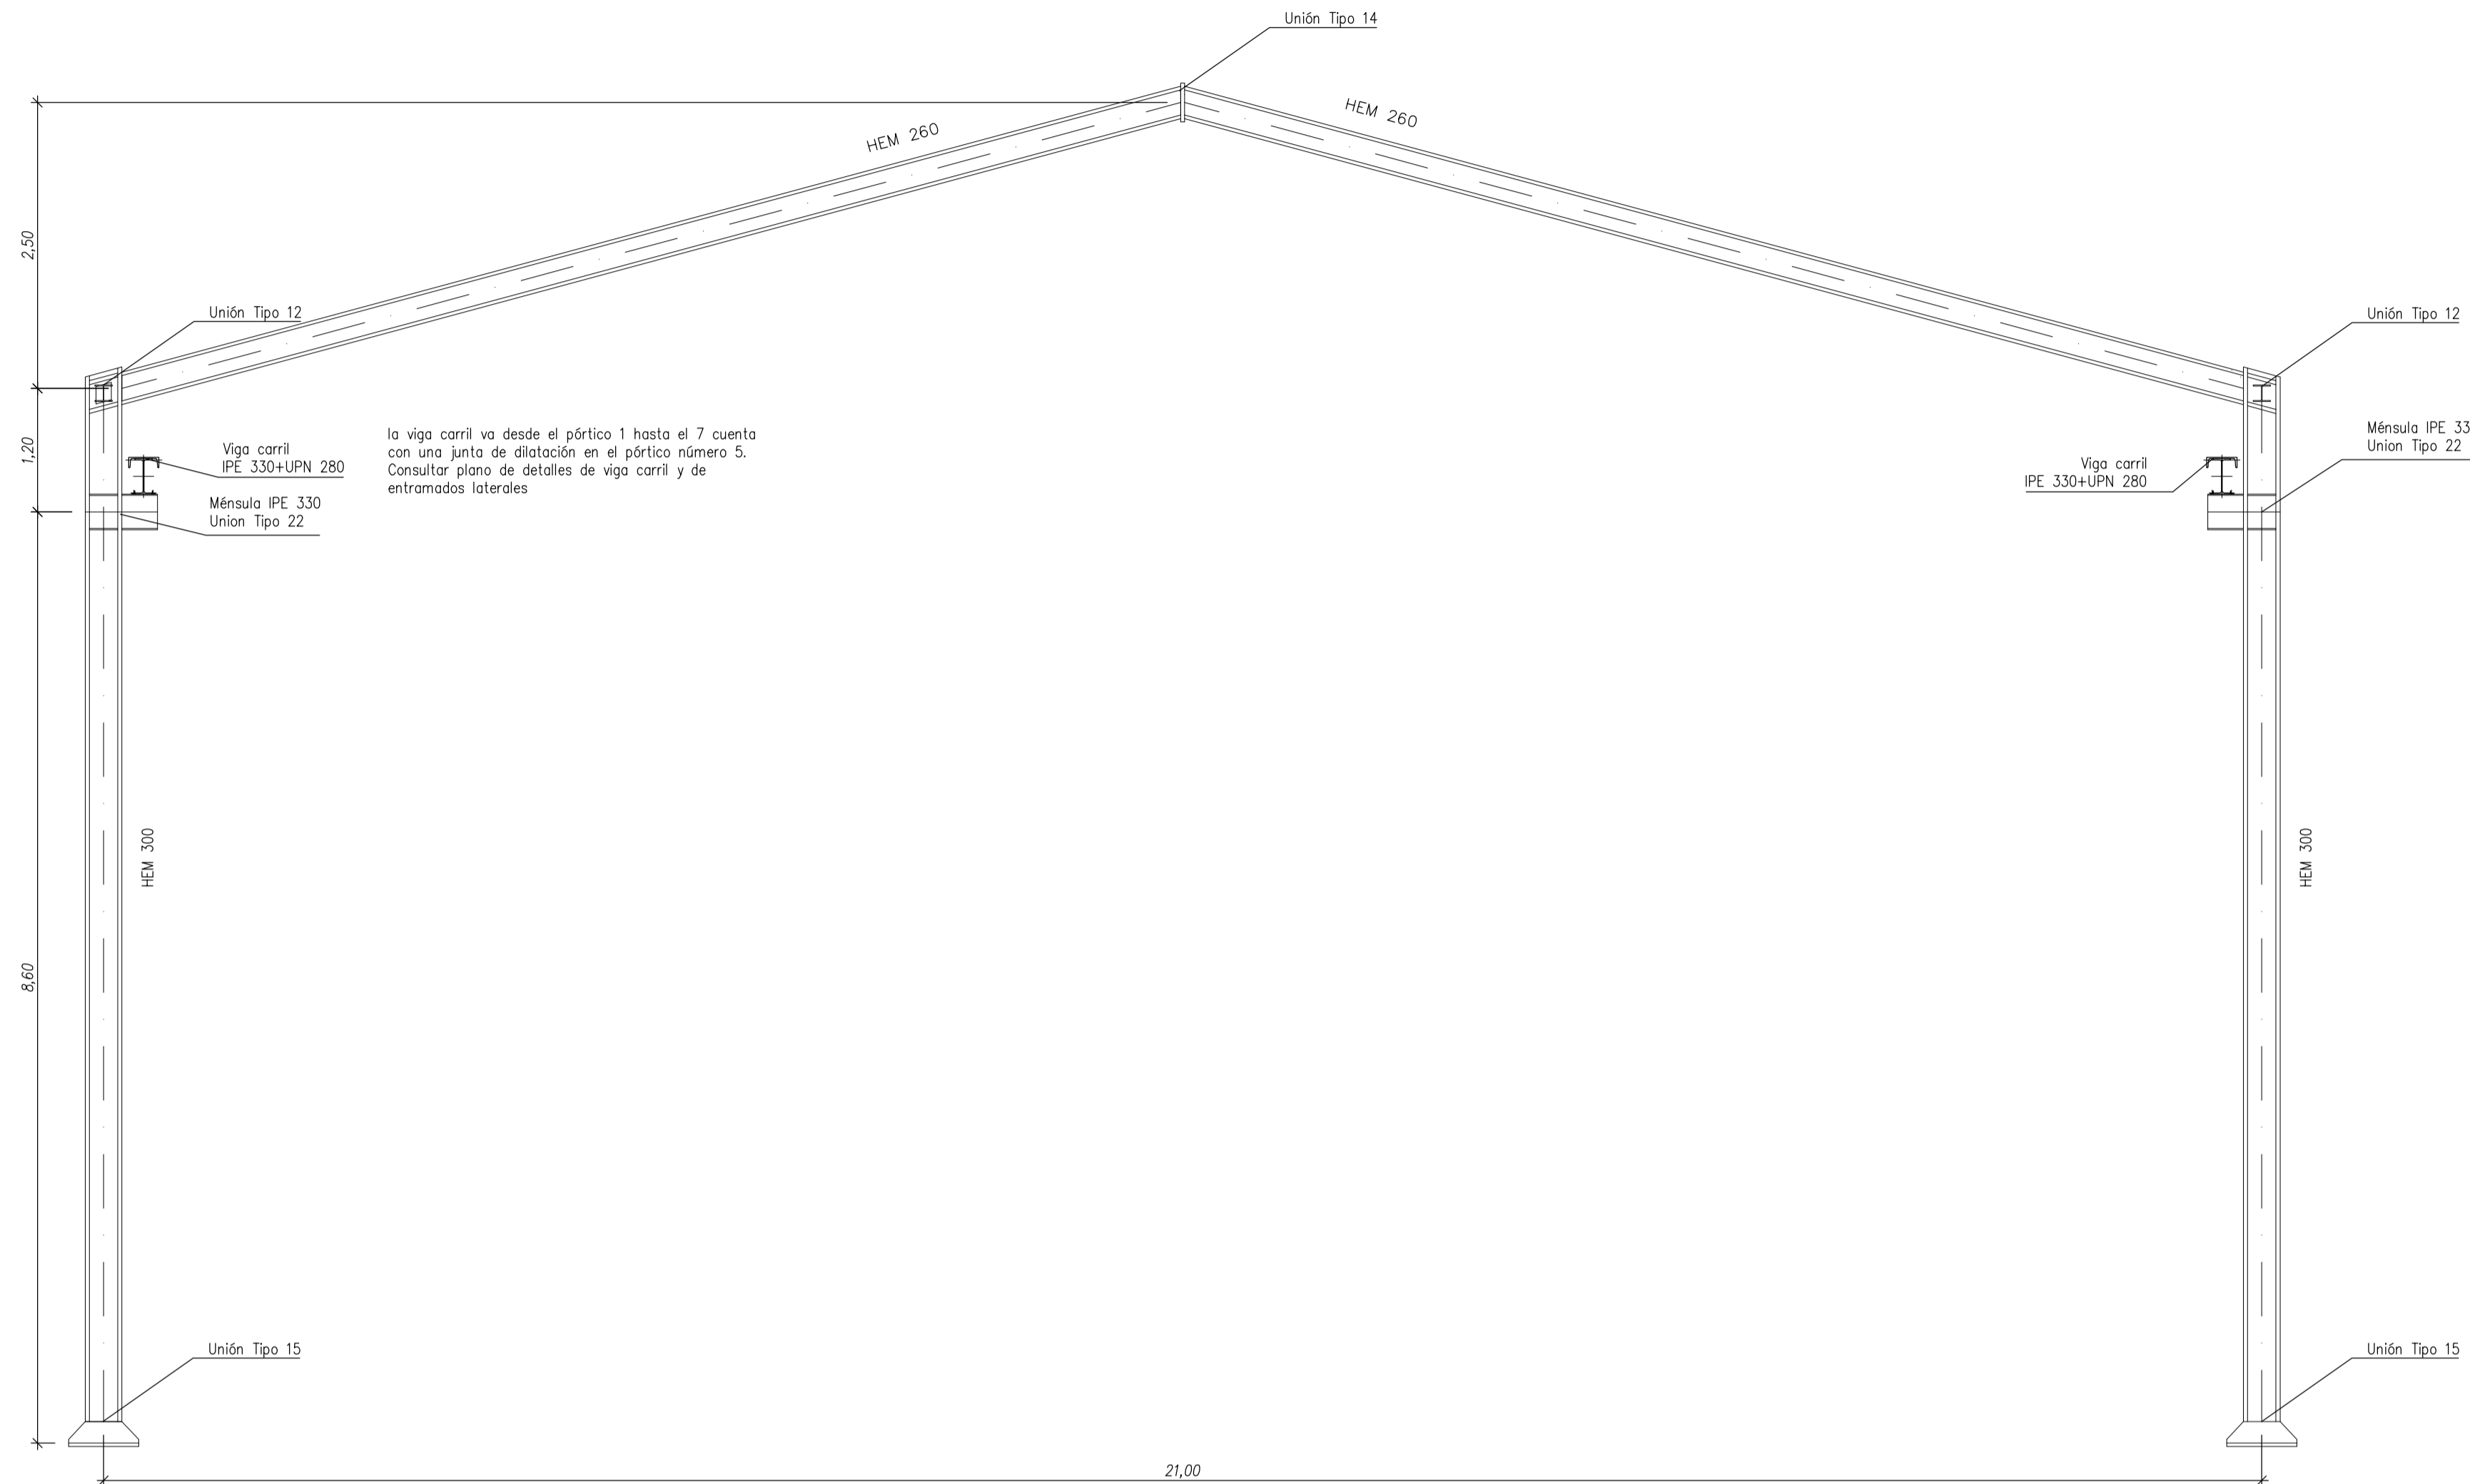 Unión Tipo 14
HEM 260
HEM 260
2,50
Unión Tipo 12
Unión Tipo 12
1,20
Viga carril
IPE 330+UPN 280
la viga carril va desde el pórtico 1 hasta el 7 cuenta
con una junta de dilatación en el pórtico número 5.
Consultar plano de detalles de viga carril y de
entramados laterales
Ménsula IPE 33
Union Tipo 22
Viga carril
IPE 330+UPN 280
Ménsula IPE 330
Union Tipo 22
HEM 300
HEM 300
8,60
Unión Tipo 15
Unión Tipo 15
21,00